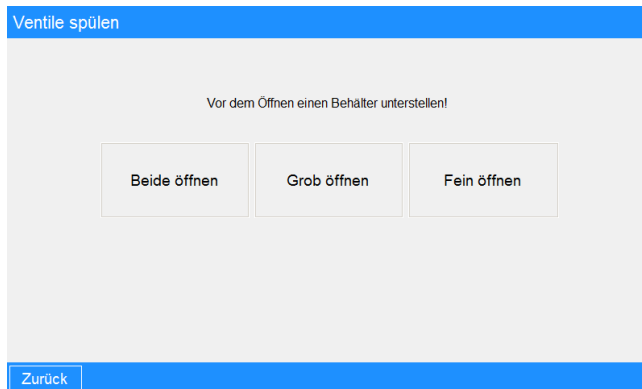 Ventile spülen
Vor dem Öffnen einen Behälter unterstellen!
Beide öffnen
Grob öffnen
Fein öffnen
Zurück